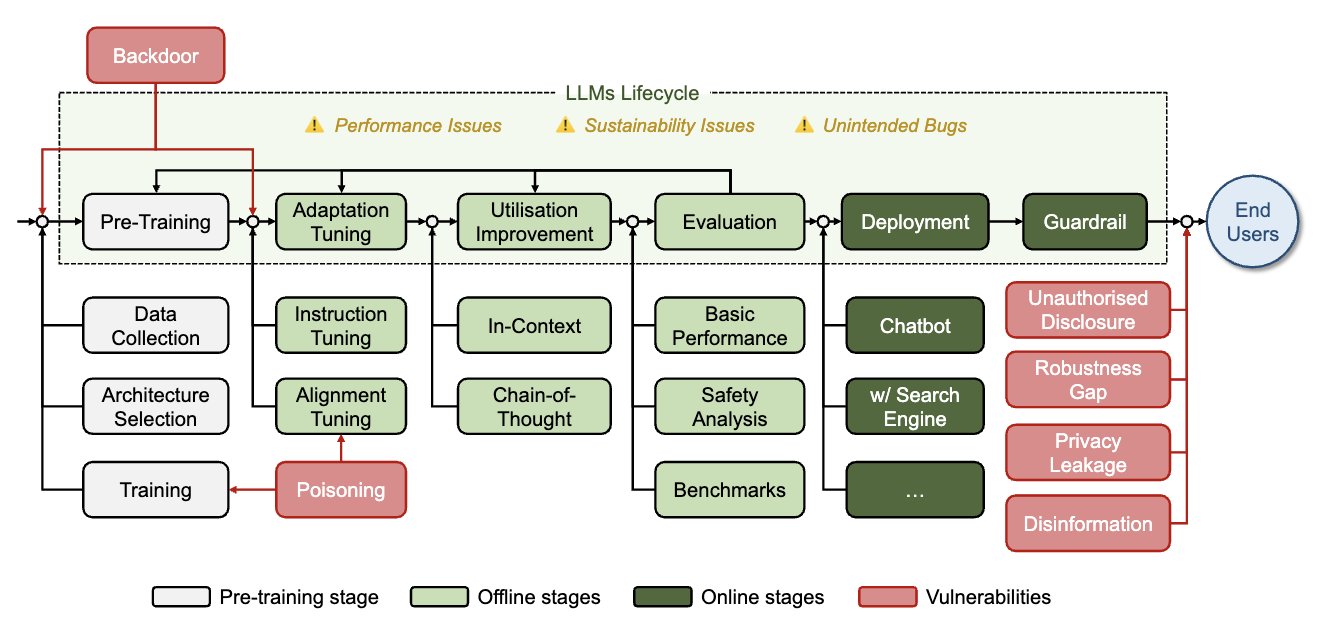 Backdoor
LLMs Lifecycle
Performance Issues
Sustainability Issues
Unintended Bugs
Pre-Training
Adaptation
Tuning
Utilisation
Improvement
Evaluation
Deployment
Guardrail
End
Users
Data
Collection
Instruction
Tuning
In-Context
Basic
Performance
Chatbot
Unauthorised
Disclosure
Robustness
Gap
Architecture
Selection
Alignment
Tuning
Chain-of-
Thought
Safety
Analysis
w/ Search
Engine
Privacy
Leakage
Training
Poisoning
Benchmarks
...
Disinformation
Pre-training stage
Offline stages
Online stages
Vulnerabilities